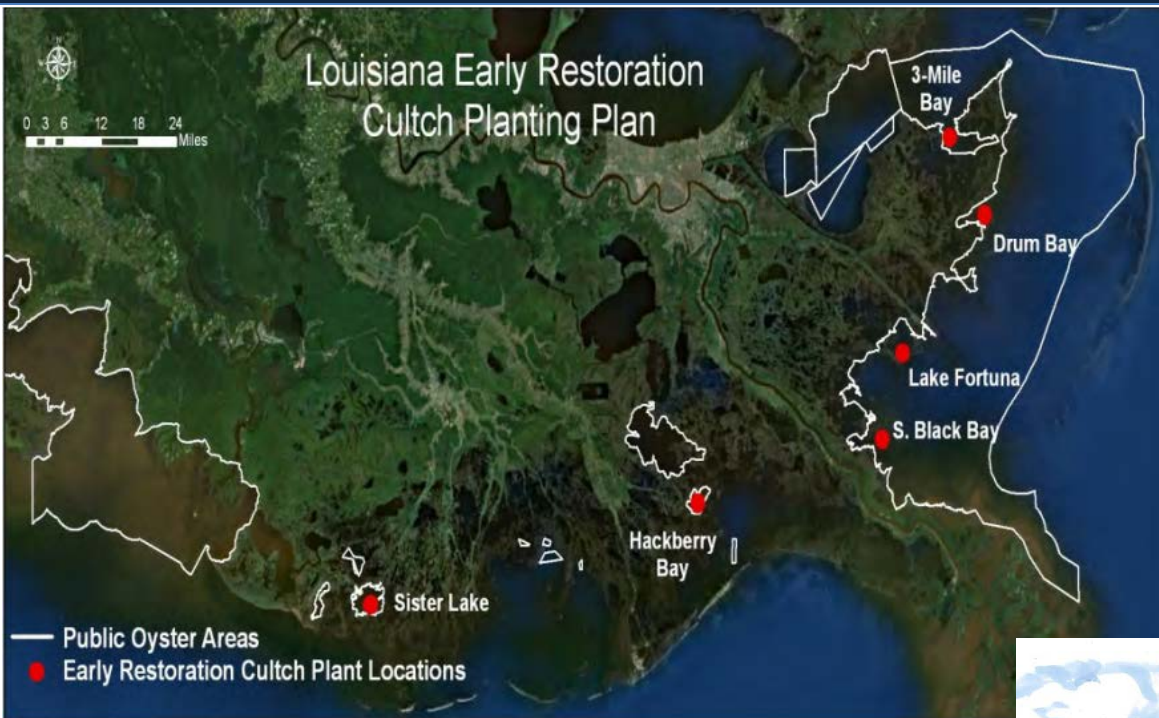 Louisiana Early Restoration
Cultch Planting Plan
N
0 3 6 12 18 24
Miles
3-Mile
Bay
Drum Bay
Lake Fortuna
S. Black Bay
Hackberry
Bay
Sister Lake
Public Oyster Areas
Early Restoration Cultch Plant Locations